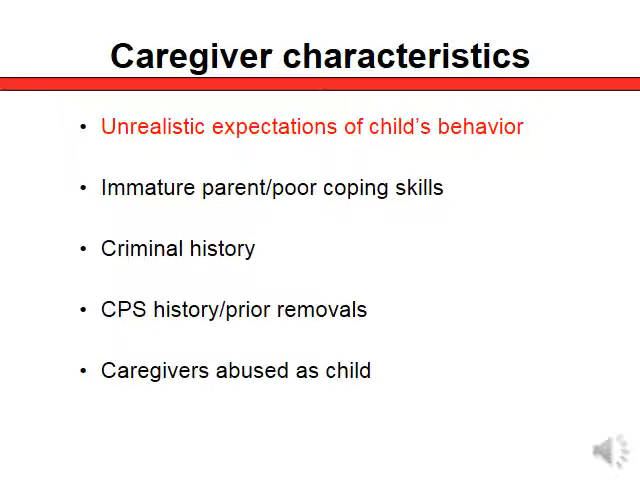 Caregiver characteristics
• Unrealistic expectations of child's behavior
• Immature parent/poor coping skills
• Criminal history
• CPS history/prior removals
• Caregivers abused as child